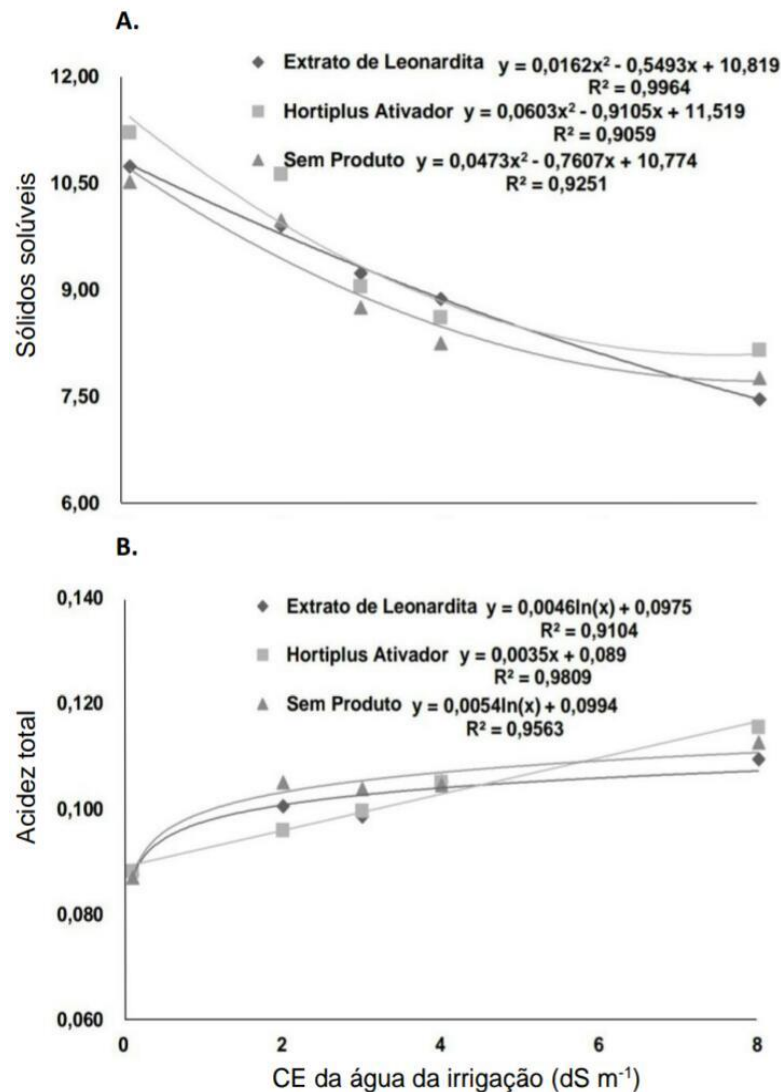 A.
Extrato de Leonardita y = 0,0162x² - 0,5493x + 10,819
R² = 0,9964
Hortiplus Ativador y = 0,0603x² - 0,9105x + 11,519
R² = 0,9059
Sem Produto y = 0,0473x² - 0,7607x + 10,774
R² = 0,9251
12,00
10,50
9,00
7,50
6,00
Sólidos solúveis
B.
Extrato de Leonardita y = 0,0046ln(x) + 0,0975
R² = 0,9104
Hortiplus Ativador y = 0,0035x + 0,089
R² = 0,9809
Sem Produto y = 0,0054ln(x) + 0,0994
R² = 0,9563
0,140
0,120
0,100
0,080
0,060
Acidez total
0 2 4 6 8
CE da água da irrigação (dS m⁻¹)